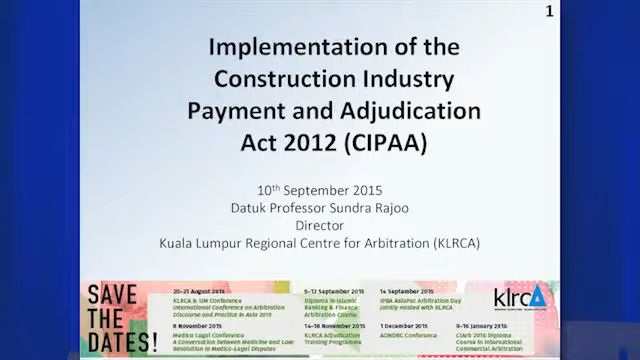 1
Implementation of the
Construction Industry
Payment and Adjudication
Act 2012 (CIPAA)
10th September 2015
Datuk Professor Sundra Rajoo
Director
Kuala Lumpur Regional Centre for Arbitration (KLRCA)
SAVE
THE
DATES!
20–21 August 2015
KLRCA & UM Conference
International Conference on Arbitration
Discourse and Practice in Asia 2015
8 November 2015
Medico Legal Conference
A Conversation between Medicine and Law:
Resolution in Medico-Legal Disputes
5–13 September 2015
Diploma in Islamic
Banking & Finance
Arbitration Course
14–18 November 2015
KLRCA Adjudication
Training Programme
14 September 2015
IPBA AsiaPac Arbitration Day
Jointly Hosted with KLRCA
1 December 2015
ADNDRC Conference
9–16 January 2016
CIArb 2016 Diploma
Course in International
Commercial Arbitration
klrca